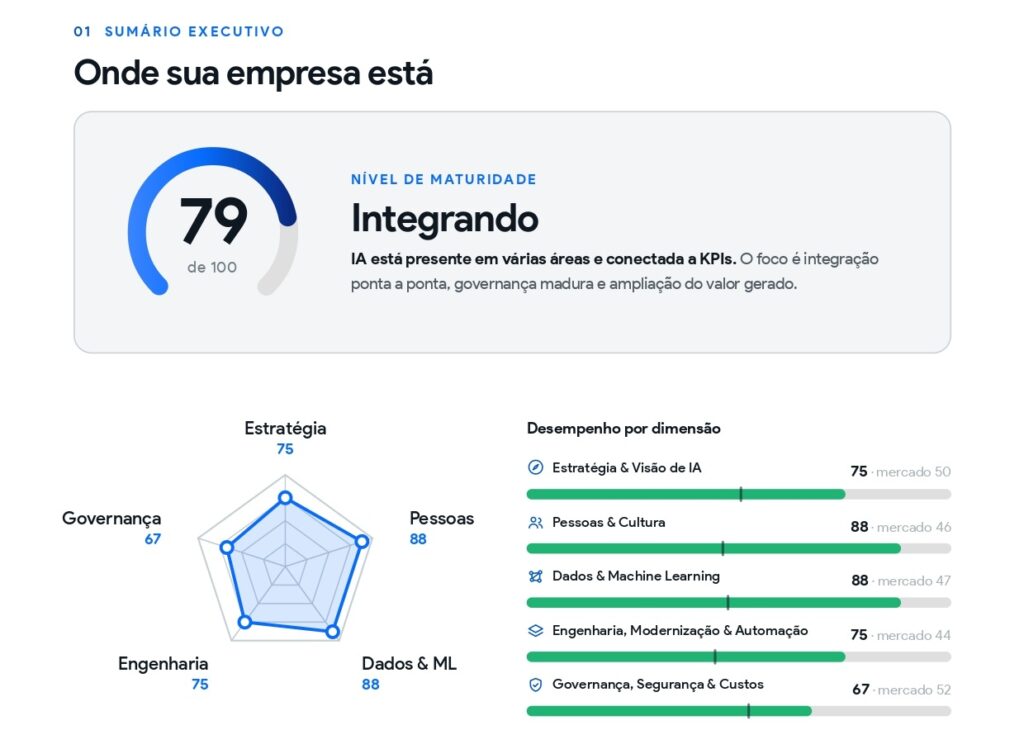 01 SUMÁRIO EXECUTIVO
Onde sua empresa está
79
de 100
NÍVEL DE MATURIDADE
Integrando
IA está presente em várias áreas e conectada a KPIs. O foco é integração
ponta a ponta, governança madura e ampliação do valor gerado.
Estratégia
75
Governança
67
Pessoas
88
Engenharia
75
Dados & ML
88
Desempenho por dimensão
Estratégia & Visão de IA 75 · mercado 50
Pessoas & Cultura 88 · mercado 46
Dados & Machine Learning 88 · mercado 47
Engenharia, Modernização & Automação 75 · mercado 44
Governança, Segurança & Custos 67 · mercado 52